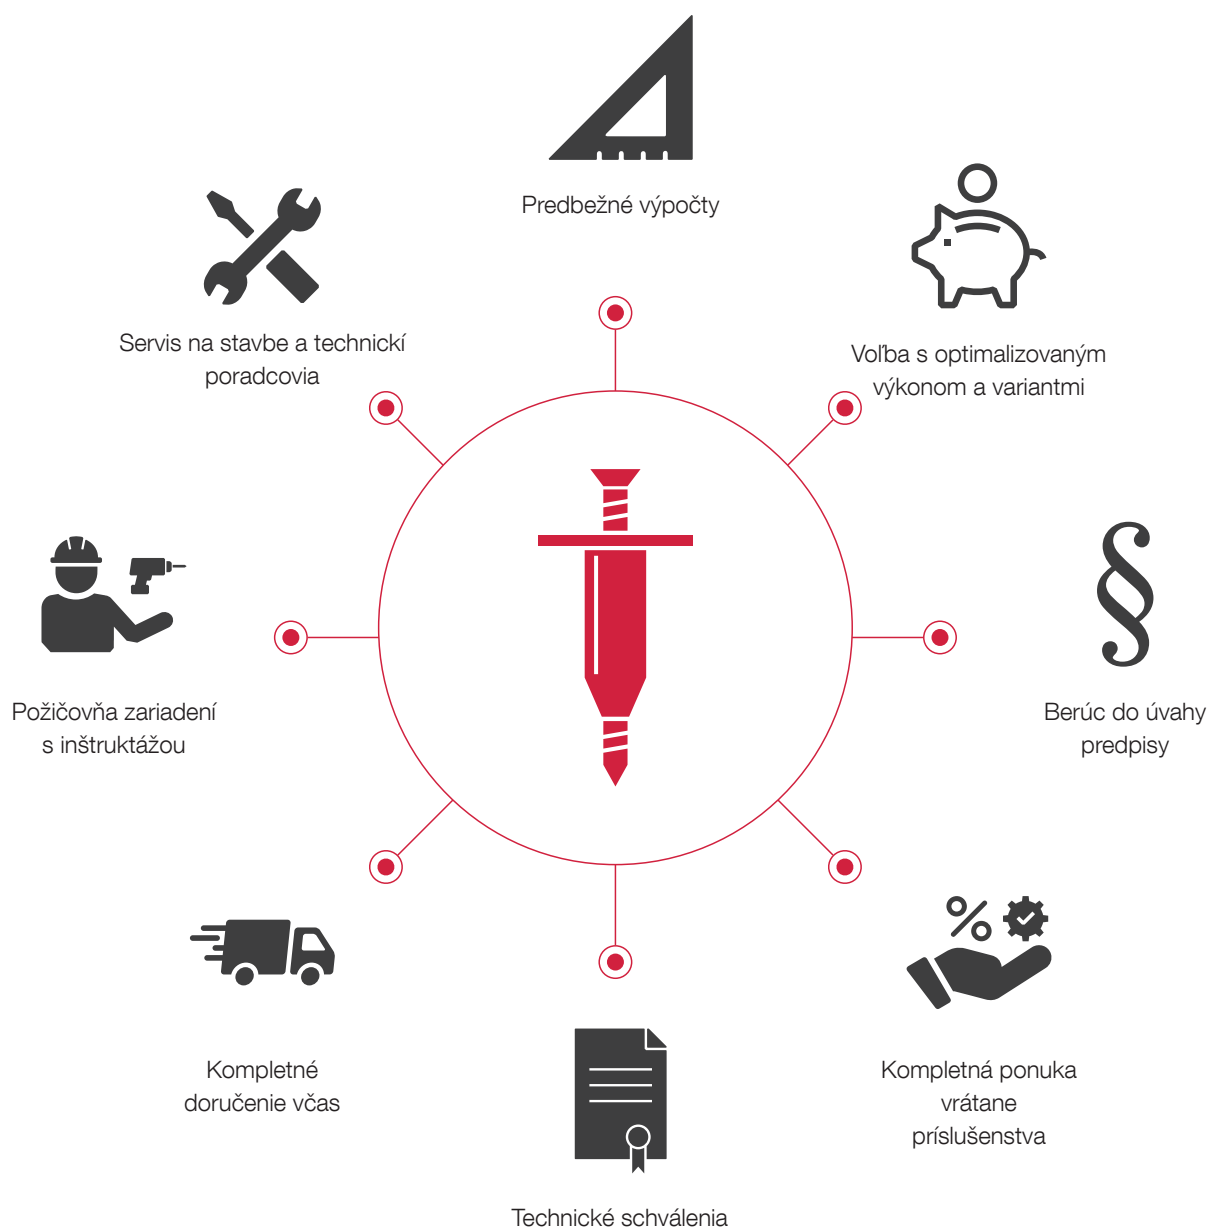 Predbežné výpočty
Servis na stavbe a technickí
poradcovia
Voľba s optimalizovaným
výkonom a variantmi
Požičovňa zariadení
s inštruktážou
§
Berúc do úvahy
predpisy
Kompletné
doručenie včas
%
Kompletná ponuka
vrátane
príslušenstva
Technické schválenia